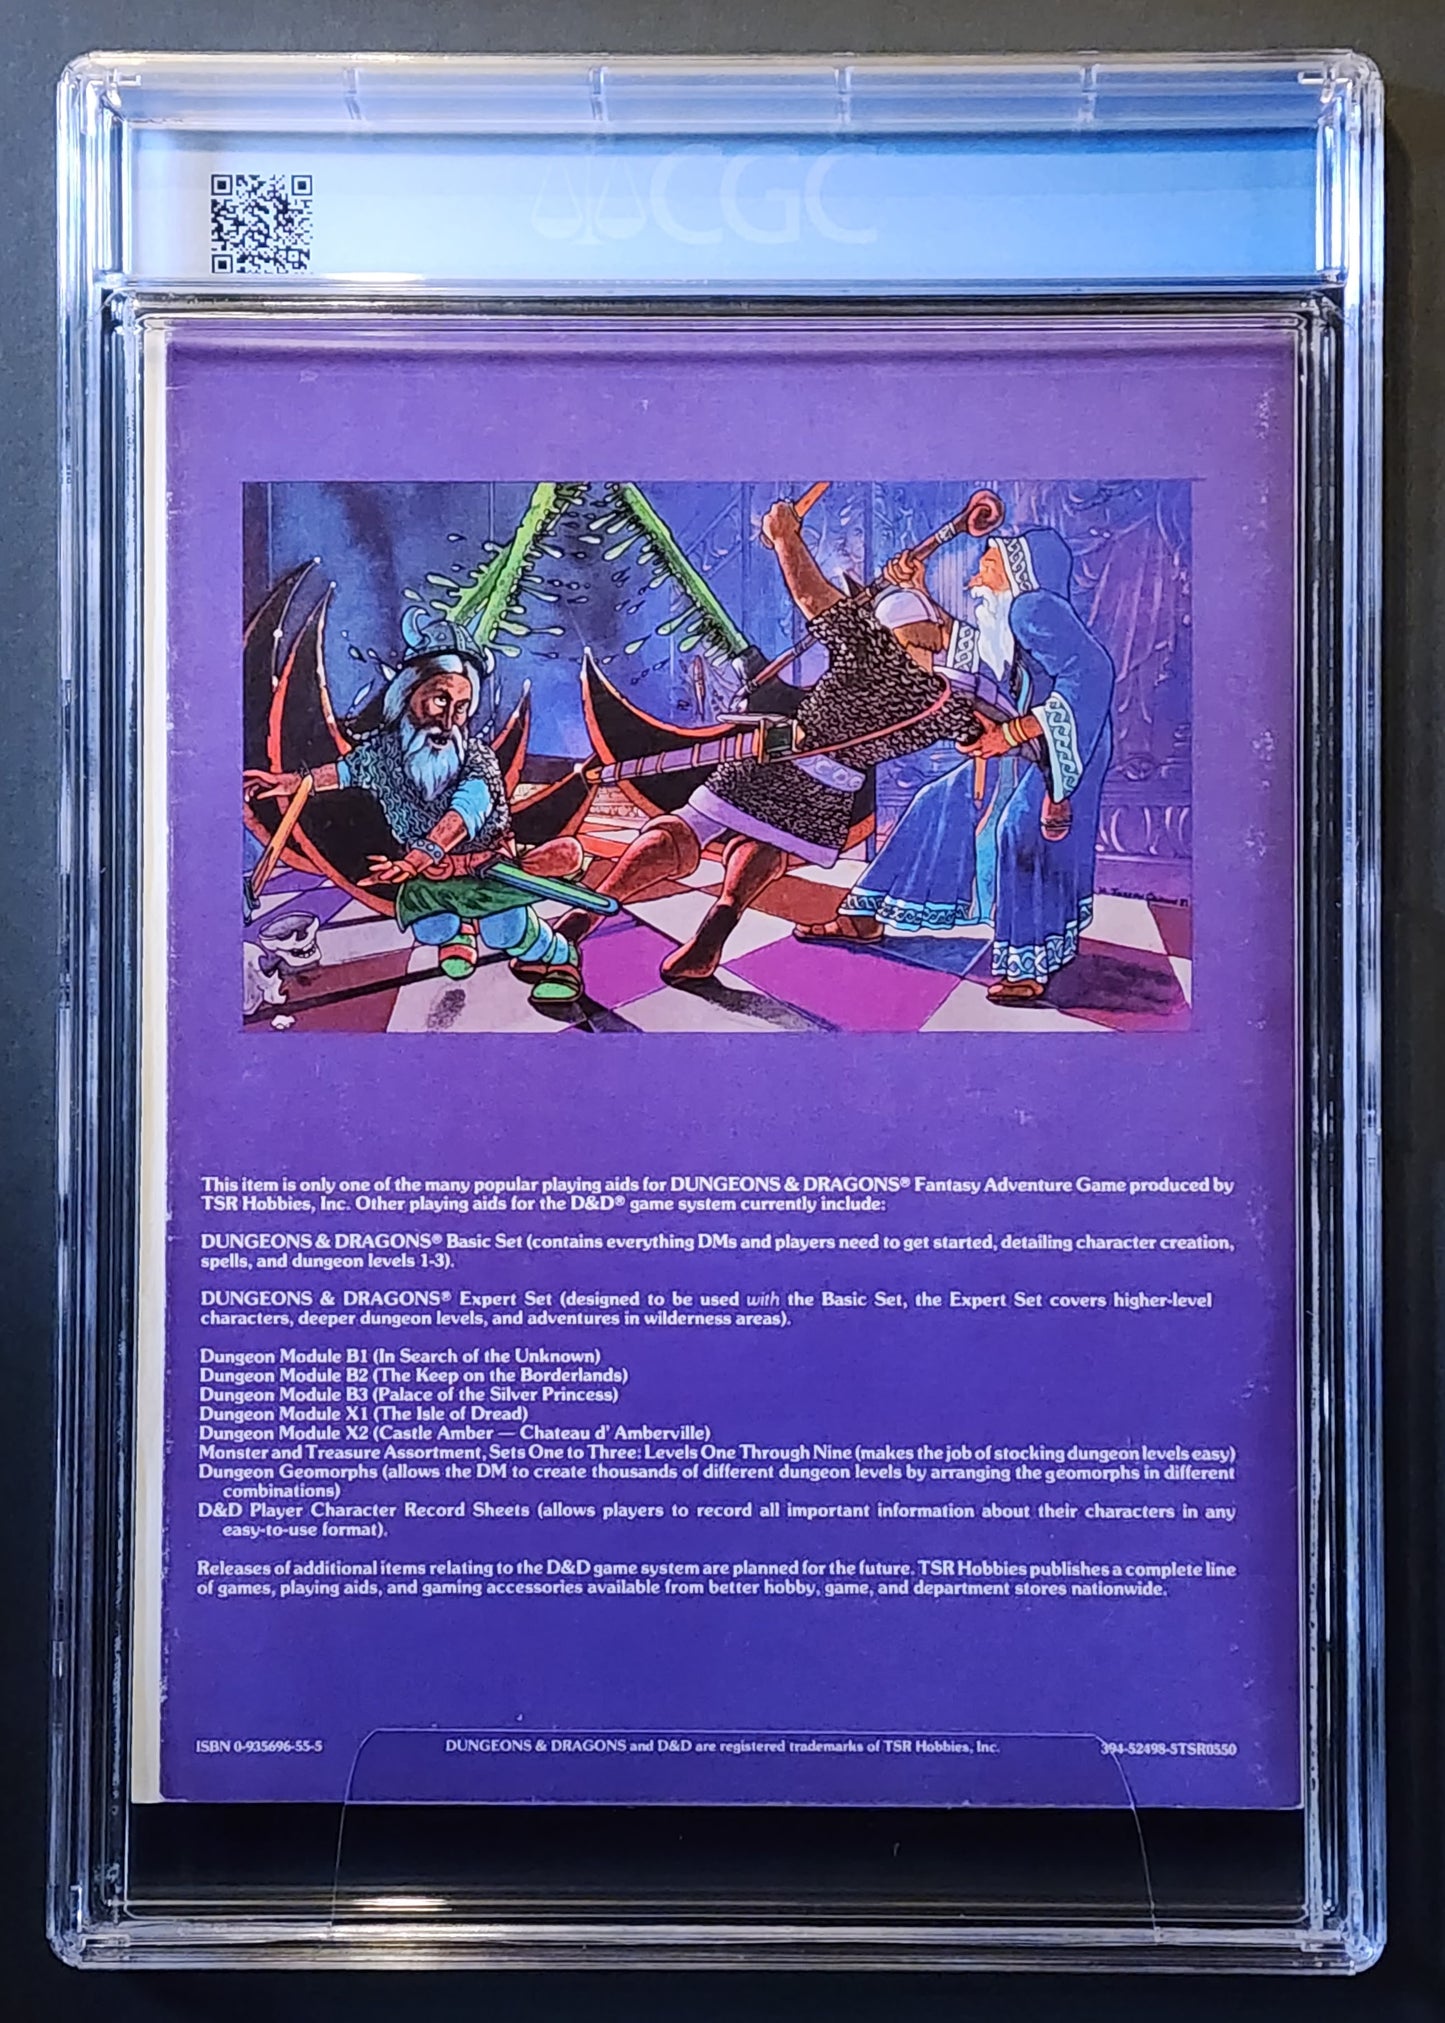 CGC
This item is only one of the many popular playing aids for DUNGEONS & DRAGONS® Fantasy Adventure Game produced by
TSR Hobbies, Inc. Other playing aids for the D&D® game system currently include:
DUNGEONS & DRAGONS® Basic Set (contains everything DMs and players need to get started, detailing character creation,
spells, and dungeon levels 1-3).
DUNGEONS & DRAGONS® Expert Set (designed to be used with the Basic Set, the Expert Set covers higher-level
characters, deeper dungeon levels, and adventures in wilderness areas).
Dungeon Module B1 (In Search of the Unknown)
Dungeon Module B2 (The Keep on the Borderlands)
Dungeon Module B3 (Palace of the Silver Princess)
Dungeon Module X1 (The Isle of Dread)
Dungeon Module X2 (Castle Amber — Chateau d' Amberville)
Monster and Treasure Assortment, Sets One to Three: Levels One Through Nine (makes the job of stocking dungeon levels easy)
Dungeon Geomorphs (allows the DM to create thousands of different dungeon levels by arranging the geomorphs in different
combinations)
D&D Player Character Record Sheets (allows players to record all important information about their characters in any
easy-to-use format).
Releases of additional items relating to the D&D game system are planned for the future. TSR Hobbies publishes a complete line
of games, playing aids, and gaming accessories available from better hobby, game, and department stores nationwide.
ISBN 0-935696-55-5
DUNGEONS & DRAGONS and D&D are registered trademarks of TSR Hobbies, Inc.
394-52498-5TSR0550